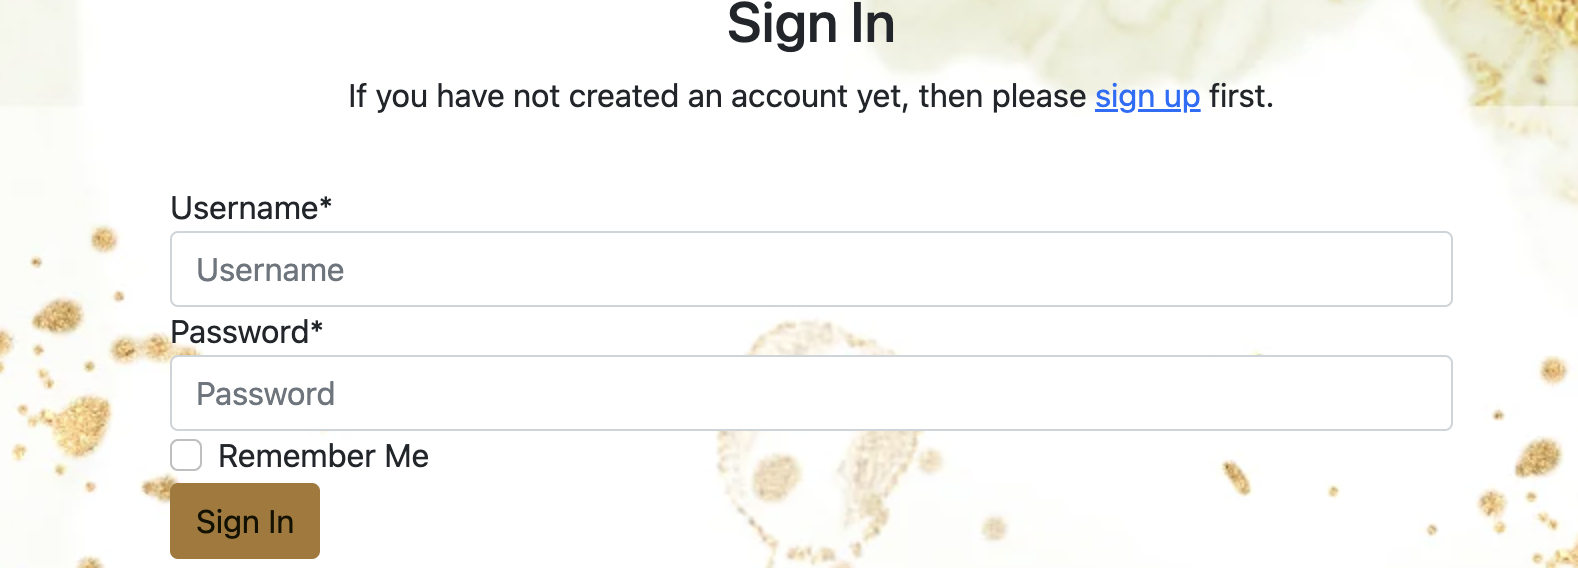 Sign In
If you have not created an account yet, then please sign up first.
Username*
Username
Password*
Password
Remember Me
Sign In